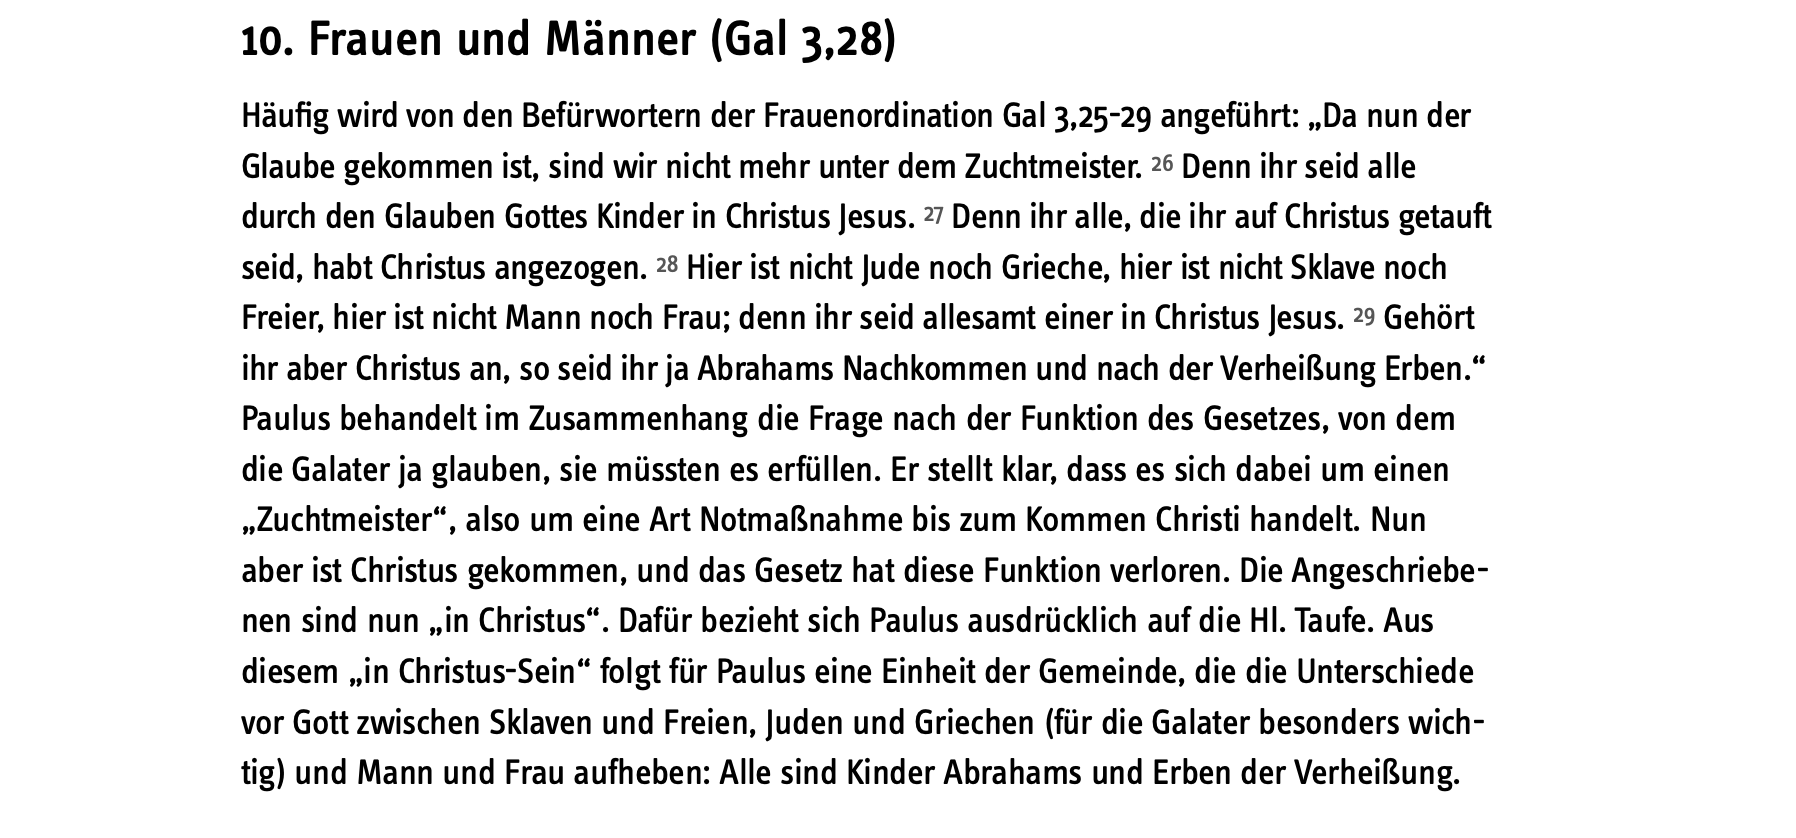 10. Frauen und Männer (Gal 3,28)
Häufig wird von den Befürwortern der Frauenordination Gal 3,25-29 angeführt: „Da nun der
Glaube gekommen ist, sind wir nicht mehr unter dem Zuchtmeister. 26 Denn ihr seid alle
durch den Glauben Gottes Kinder in Christus Jesus. 27 Denn ihr alle, die ihr auf Christus getauft
seid, habt Christus angezogen. 28 Hier ist nicht Jude noch Grieche, hier ist nicht Sklave noch
Freier, hier ist nicht Mann noch Frau; denn ihr seid allesamt einer in Christus Jesus. 29 Gehört
ihr aber Christus an, so seid ihr ja Abrahams Nachkommen und nach der Verheißung Erben.“
Paulus behandelt im Zusammenhang die Frage nach der Funktion des Gesetzes, von dem
die Galater ja glauben, sie müssten es erfüllen. Er stellt klar, dass es sich dabei um einen
„Zuchtmeister“, also um eine Art Notmaßnahme bis zum Kommen Christi handelt. Nun
aber ist Christus gekommen, und das Gesetz hat diese Funktion verloren. Die Angeschriebe-
nen sind nun „in Christus“. Dafür bezieht sich Paulus ausdrücklich auf die Hl. Taufe. Aus
diesem „in Christus-Sein“ folgt für Paulus eine Einheit der Gemeinde, die die Unterschiede
vor Gott zwischen Sklaven und Freien, Juden und Griechen (für die Galater besonders wich-
tig) und Mann und Frau aufheben: Alle sind Kinder Abrahams und Erben der Verheißung.